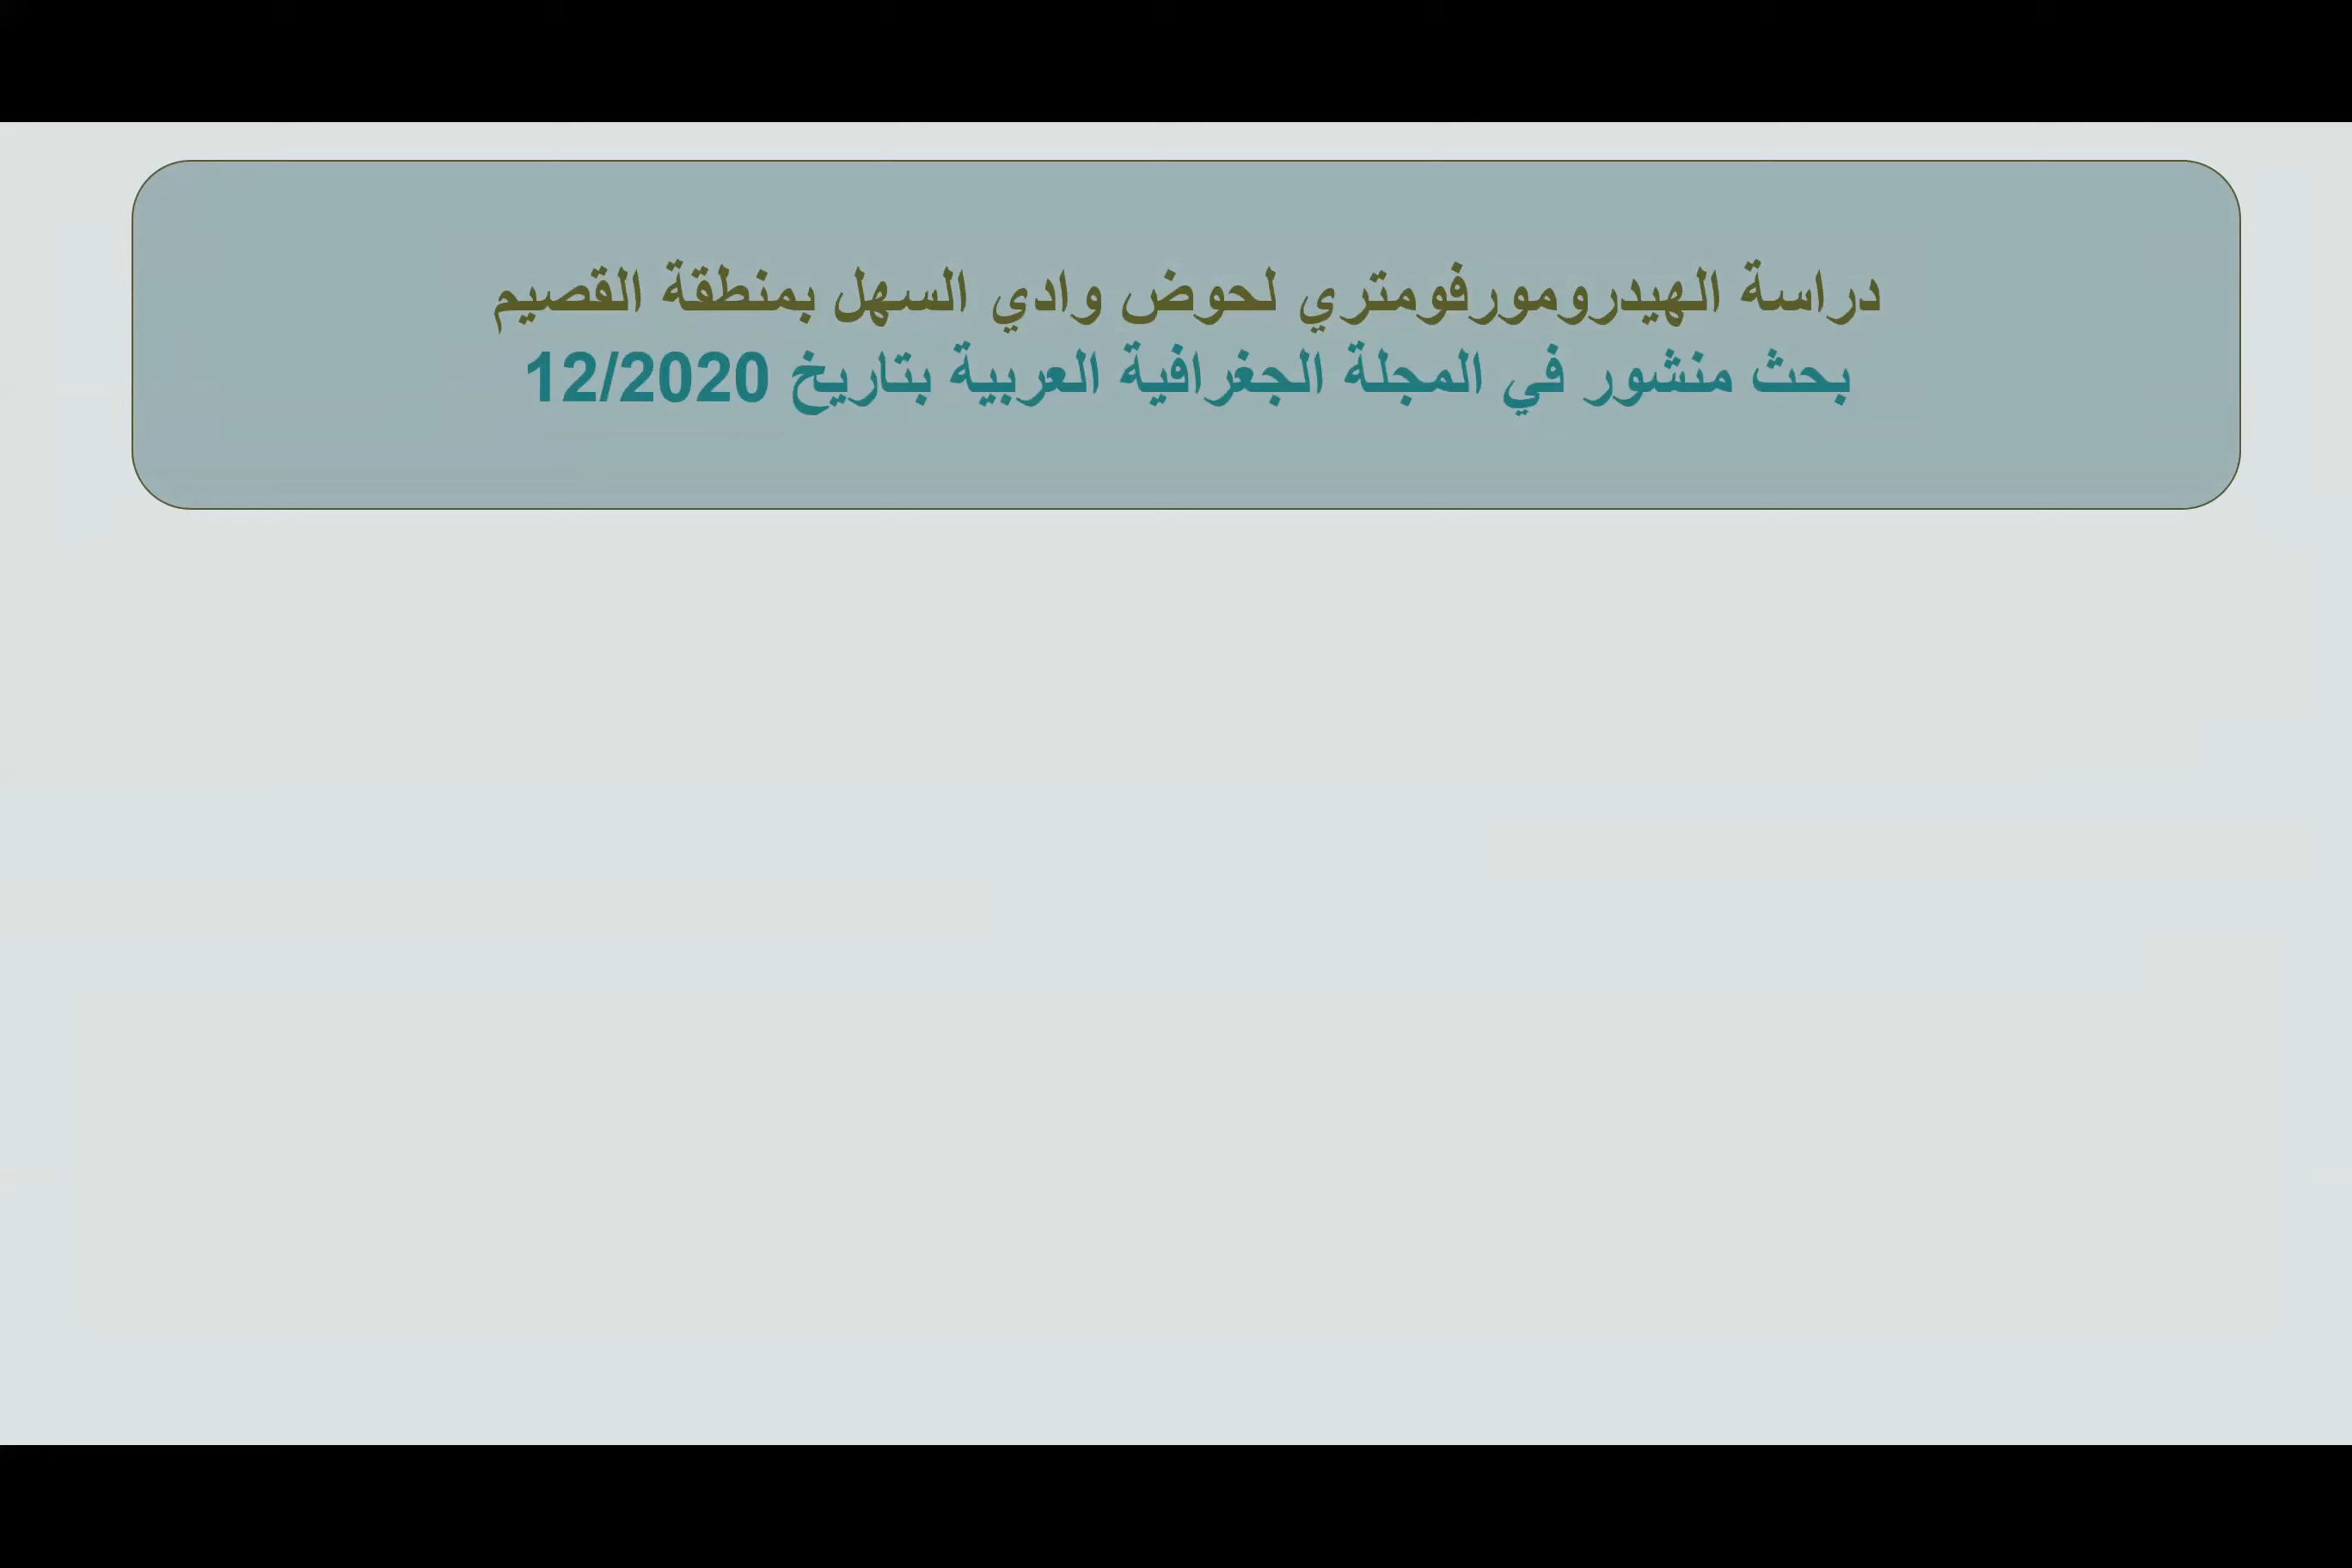 دراسة الهيدرومورفومتري لحوض وادي السهل بمنطقة القصيم
بحث منشور في المجلة الجغرافية العربية بتاريخ 12/2020